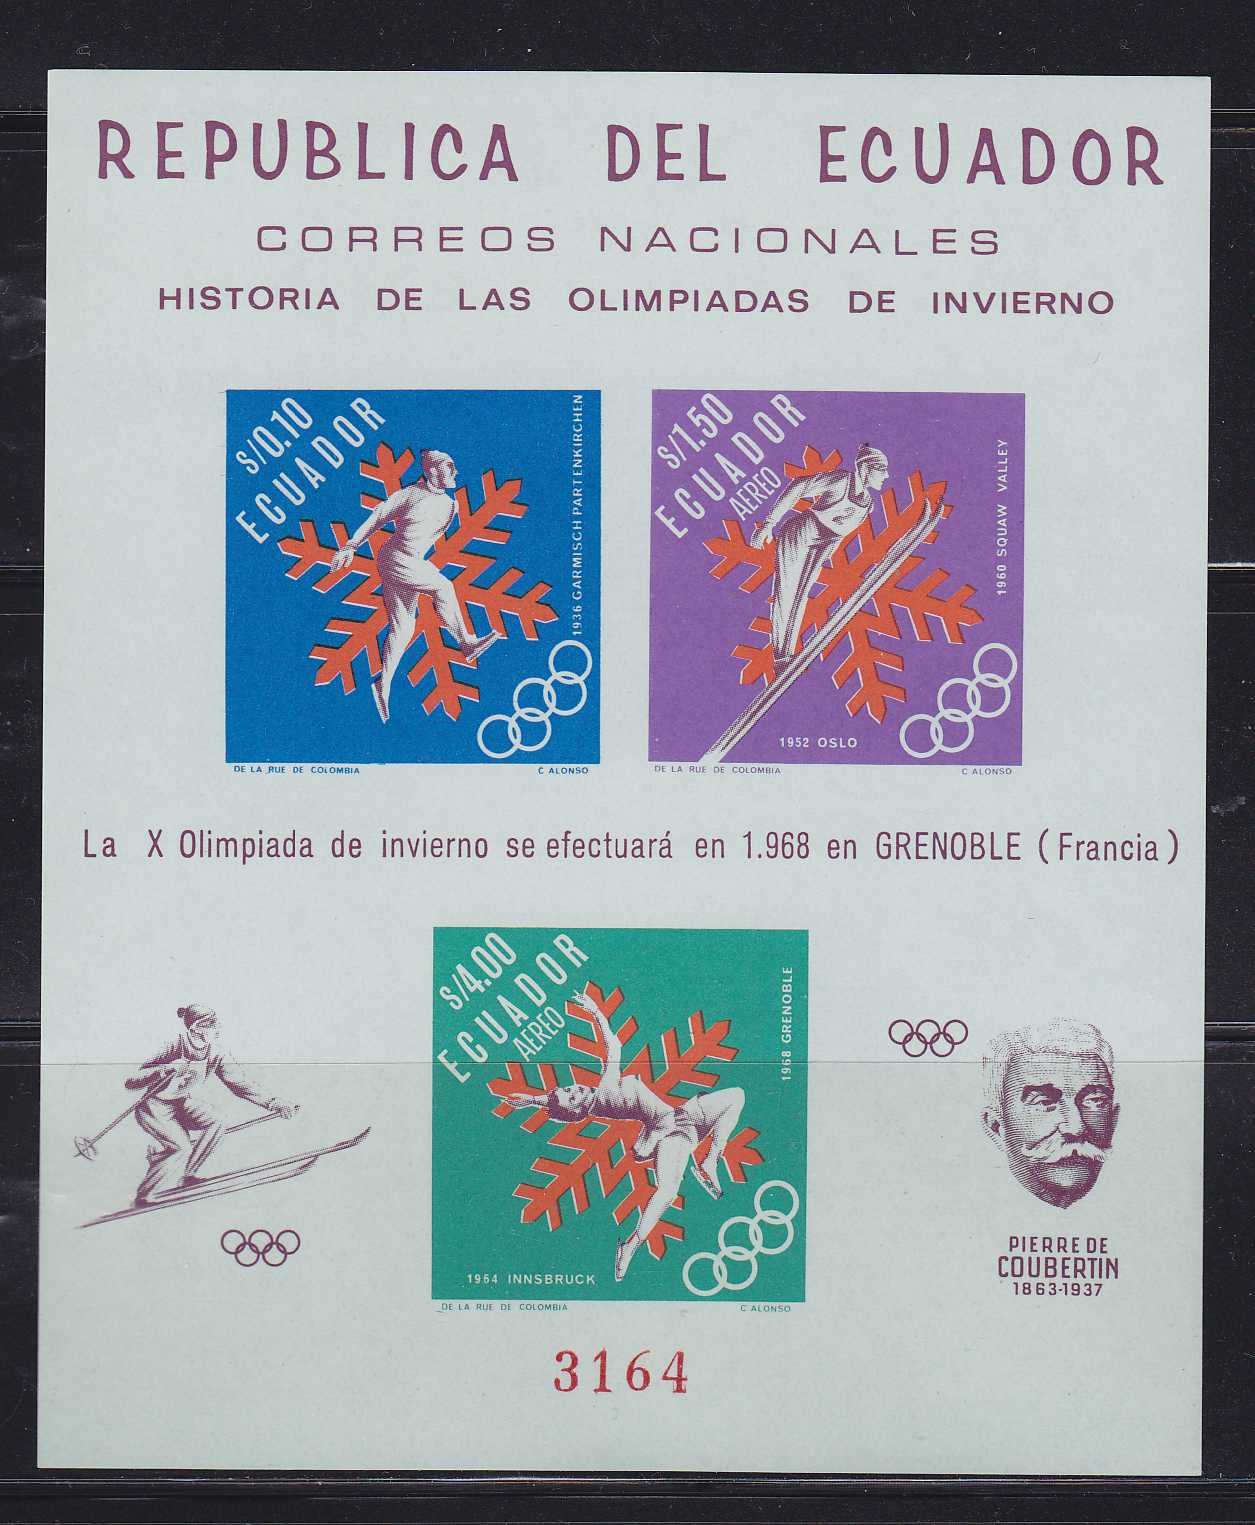 REPUBLICA DEL ECUADOR
CORREOS NACIONALES
HISTORIA DE LAS OLIMPIADAS DE INVIERNO
S/0.10
ECUADOR
1936 GARMISCH PARTENKIRCHEN
DE LA RUE DE COLOMBIA
C ALONSO
S/1.50
ECUADOR
AEREO
1960 SQUAW VALLEY
1952 OSLO
DE LA RUE DE COLOMBIA
C ALONSO
La X Olimpiada de invierno se efectuará en 1.968 en GRENOBLE (Francia)
S/4.00
ECUADOR
AEREO
1968 GRENOBLE
1964 INNSBRUCK
DE LA RUE DE COLOMBIA
C ALONSO
PIERRE DE
COUBERTIN
1863-1937
3164